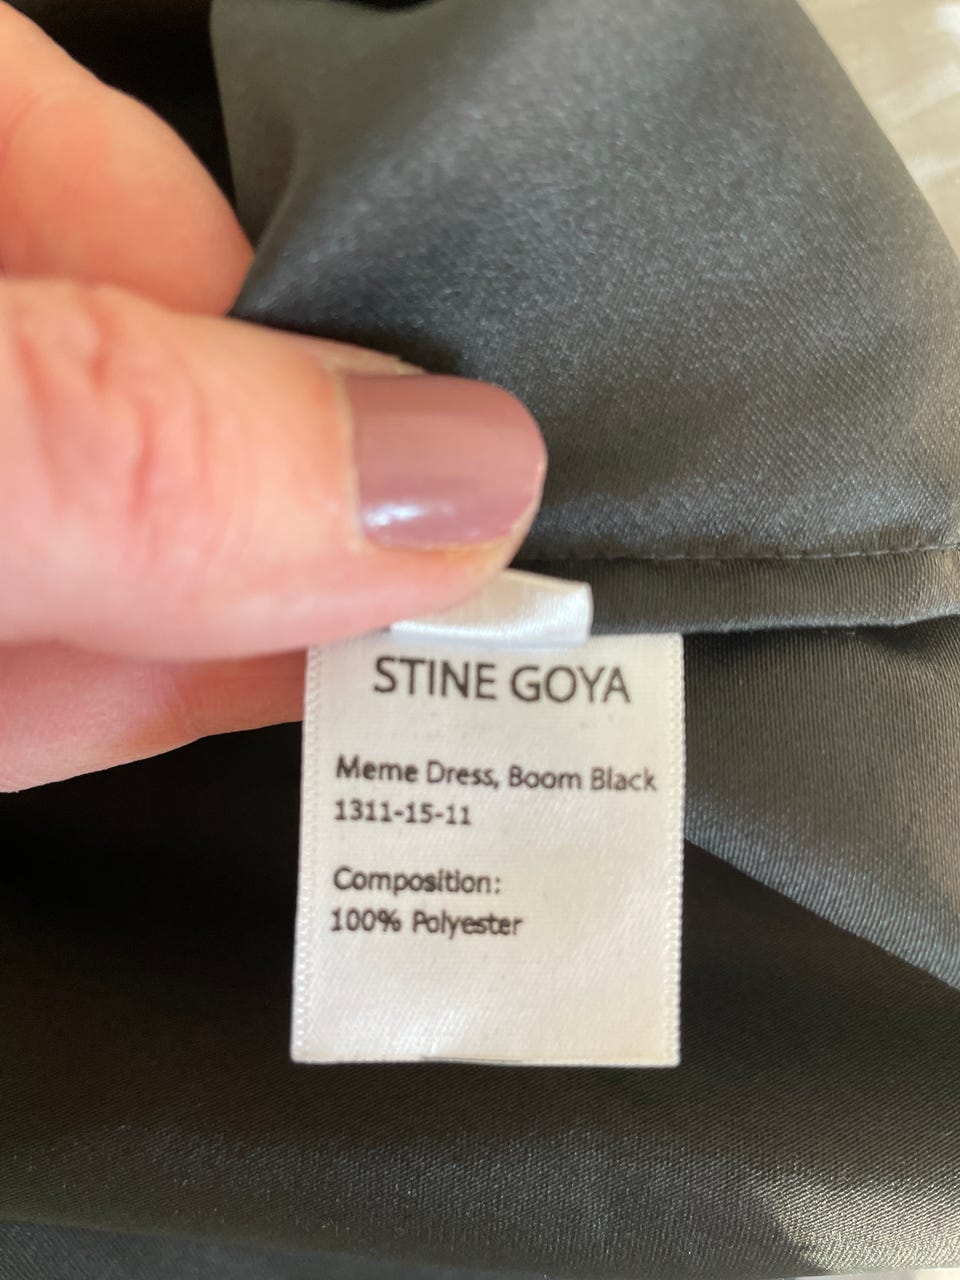 STINE GOYA
Meme Dress, Boom Black
1311-15-11
Composition:
100% Polyester